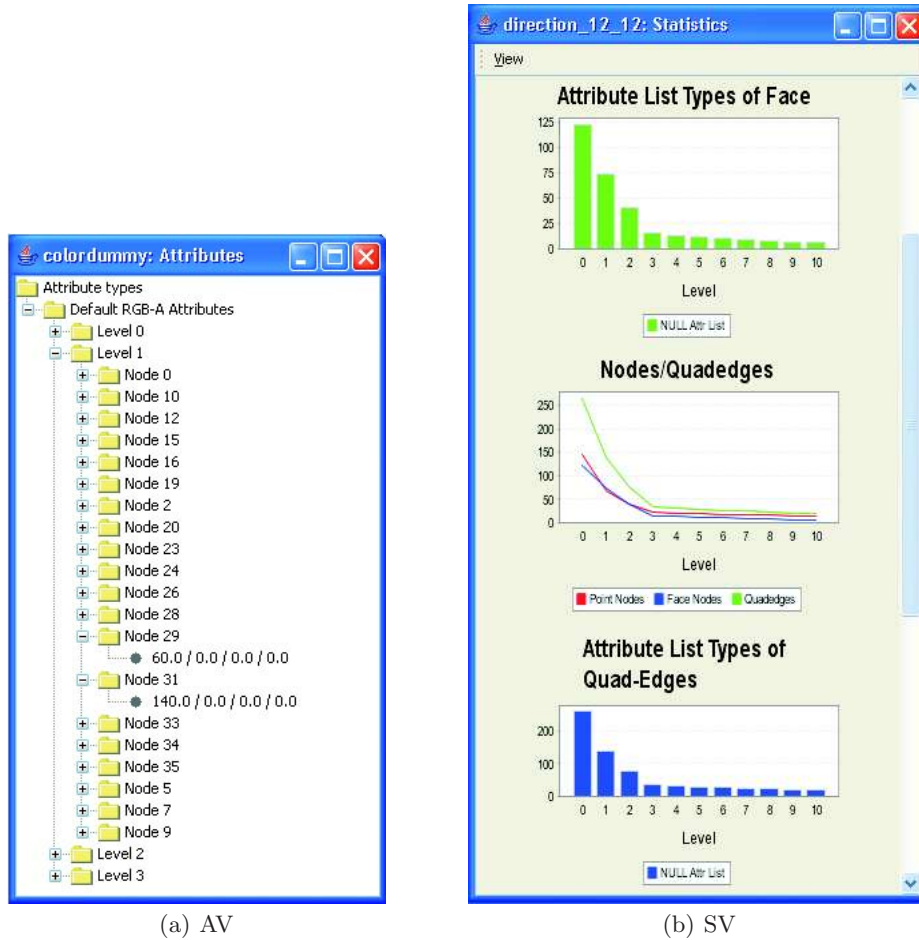 colordummy: Attributes
Attribute types
Default RGB-A Attributes
Level 0
Level 1
Node 0
Node 10
Node 12
Node 15
Node 16
Node 19
Node 2
Node 20
Node 23
Node 24
Node 26
Node 28
Node 29
60.0 / 0.0 / 0.0 / 0.0
Node 31
140.0 / 0.0 / 0.0 / 0.0
Node 33
Node 34
Node 35
Node 5
Node 7
Node 9
Level 2
Level 3
(a) AV
direction_12_12: Statistics
View
Attribute List Types of Face
125
100
75
50
25
0
0 1 2 3 4 5 6 7 8 9 10
Level
NULL Attr List
Nodes/Quadedges
250
200
150
100
50
0
0 1 2 3 4 5 6 7 8 9 10
Level
Point Nodes Face Nodes Quadedges
Attribute List Types of
Quad-Edges
200
100
0
0 1 2 3 4 5 6 7 8 9 10
Level
NULL Attr List
(b) SV